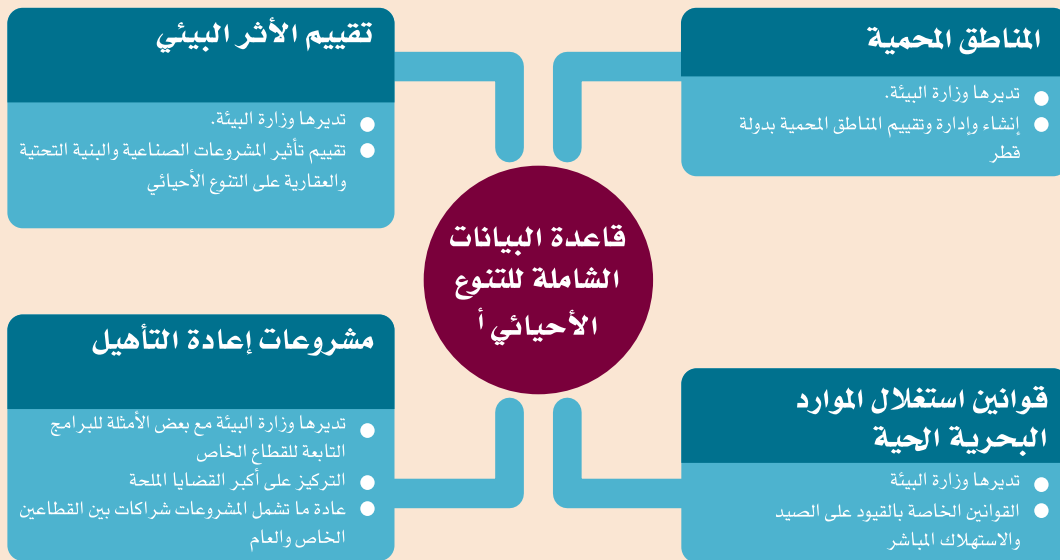 المناطق المحمية
تديرها وزارة البيئة.
إنشاء وإدارة وتقييم المناطق المحمية بدولة
قطر
تقييم الأثر البيئي
تديرها وزارة البيئة.
تقييم تأثير المشروعات الصناعية والبنية التحتية
والعقارية على التنوع الأحيائي
قاعدة البيانات
الشاملة للتنوع
الأحيائي أ
قوانين استغلال الموارد
البحرية الحية
تديرها وزارة البيئة
القوانين الخاصة بالقيود على الصيد
والاستهلاك المباشر
مشروعات إعادة التأهيل
تديرها وزارة البيئة مع بعض الأمثلة للبرامج
التابعة للقطاع الخاص
التركيز على أكبر القضايا الملحة
عادة ما تشمل المشروعات شراكات بين القطاعين
الخاص والعام